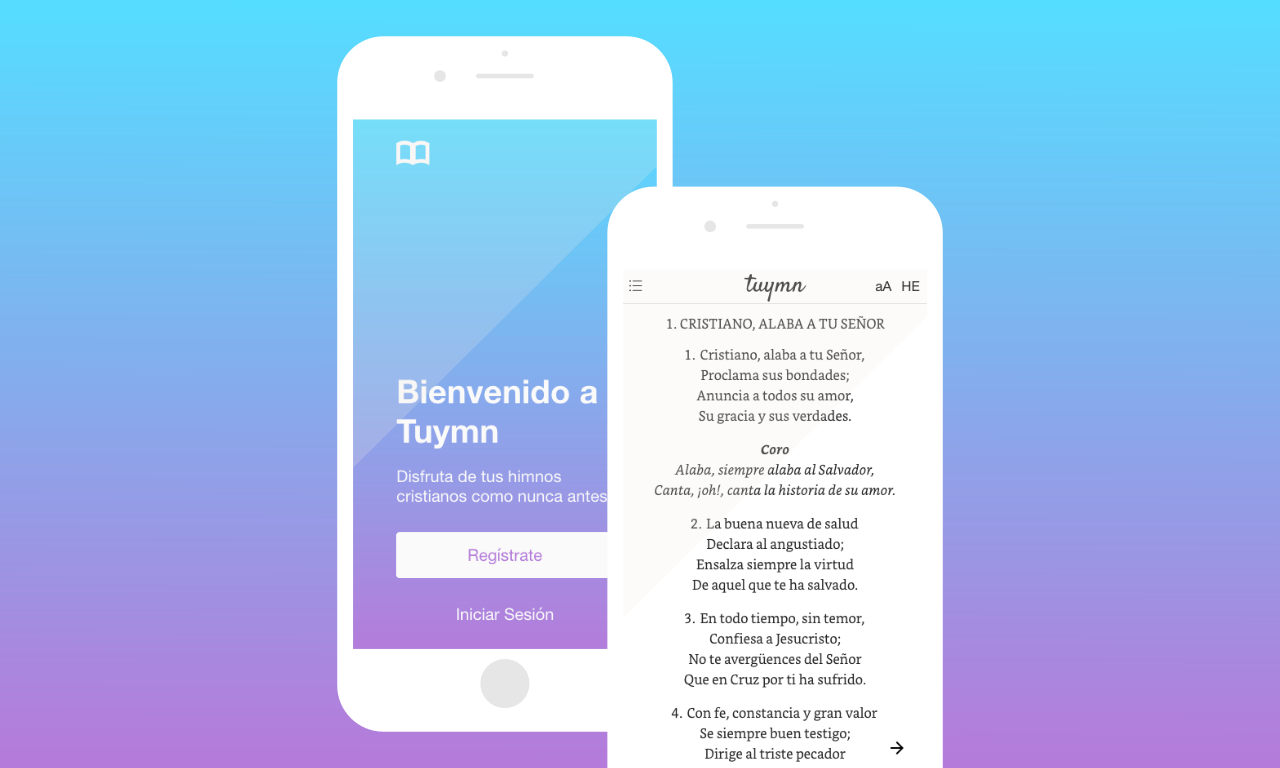 Bienvenido a
Tuymn
Disfruta de tus himnos
cristianos como nunca antes
Regístrate
Iniciar Sesión
tuymn
aA HE
1. CRISTIANO, ALABA A TU SEÑOR
1. Cristiano, alaba a tu Señor,
Proclama sus bondades;
Anuncia a todos su amor,
Su gracia y sus verdades.
Coro
Alaba, siempre alaba al Salvador,
Canta, ¡oh!, canta la historia de su amor.
2. La buena nueva de salud
Declara al angustiado;
Ensalza siempre la virtud
De aquel que te ha salvado.
3. En todo tiempo, sin temor,
Confiesa a Jesucristo;
No te avergüences del Señor
Que en Cruz por ti ha sufrido.
4. Con fe, constancia y gran valor
Se siempre buen testigo;
Dirige al triste pecador